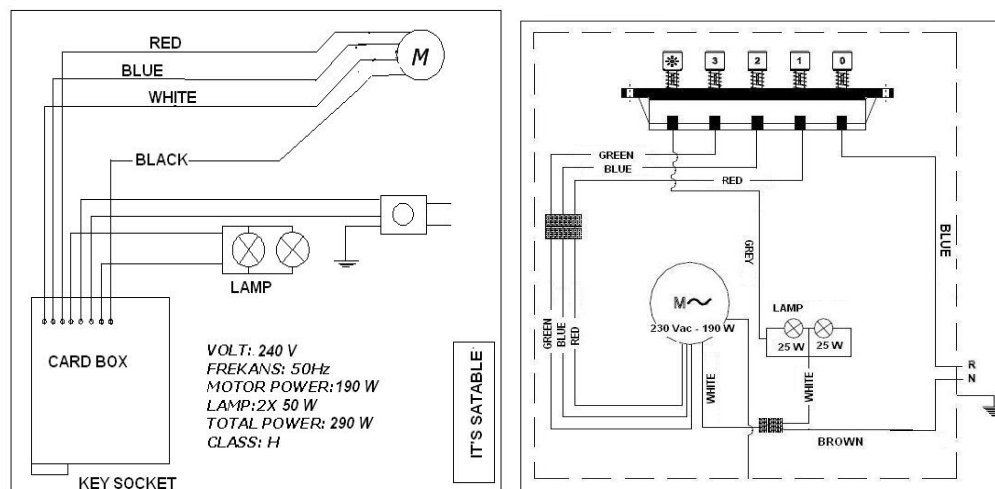 RED
M
BLUE
WHITE
BLACK
LAMP
CARD BOX
VOLT: 240 V
FREKANS: 50Hz
MOTOR POWER:190 W
LAMP:2X 50 W
TOTAL POWER: 290 W
CLASS: H
IT'S SATABLE
KEY SOCKET
3 2 1 0
GREEN
BLUE
RED
GREY
BLUE
M
230 Vac - 190 W
LAMP
25 W 25 W
GREEN
BLUE
RED
WHITE
WHITE
R
N
BROWN